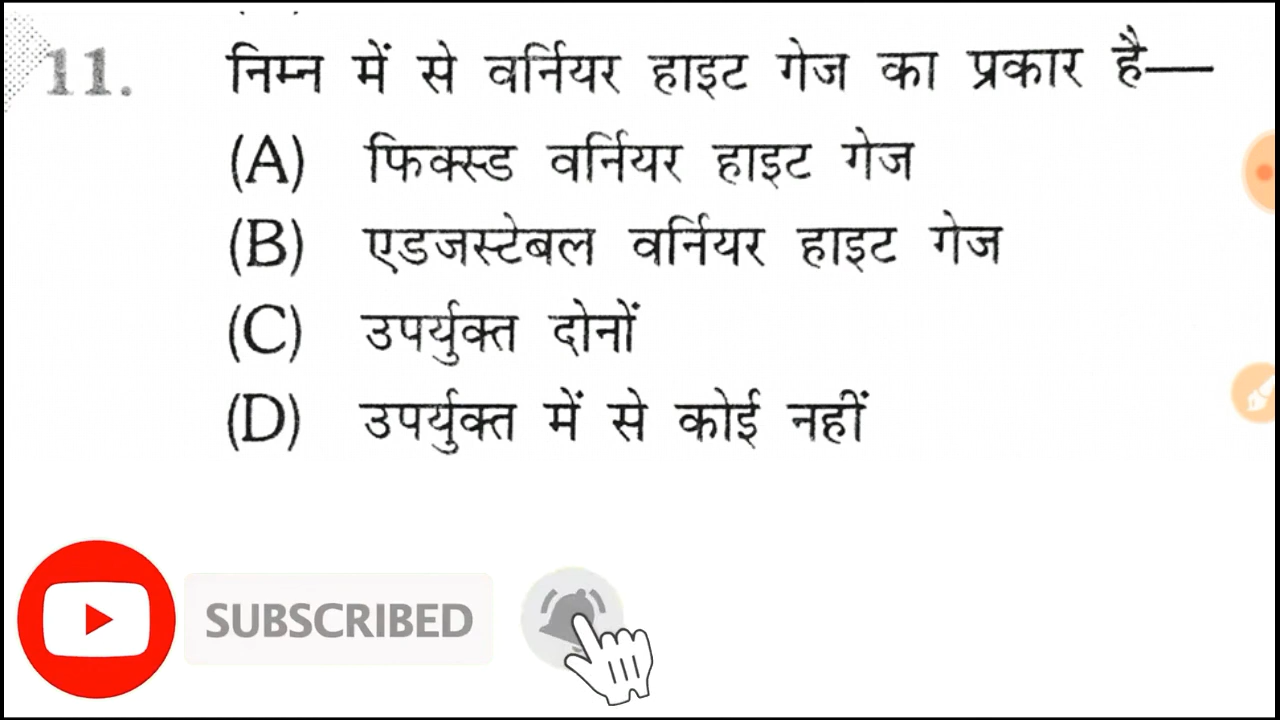 11. निम्न में से वर्नियर हाइट गेज का प्रकार है—
(A) फिक्स्ड वर्नियर हाइट गेज
(B) एडजस्टेबल वर्नियर हाइट गेज
(C) उपर्युक्त दोनों
(D) उपर्युक्त में से कोई नहीं
SUBSCRIBED